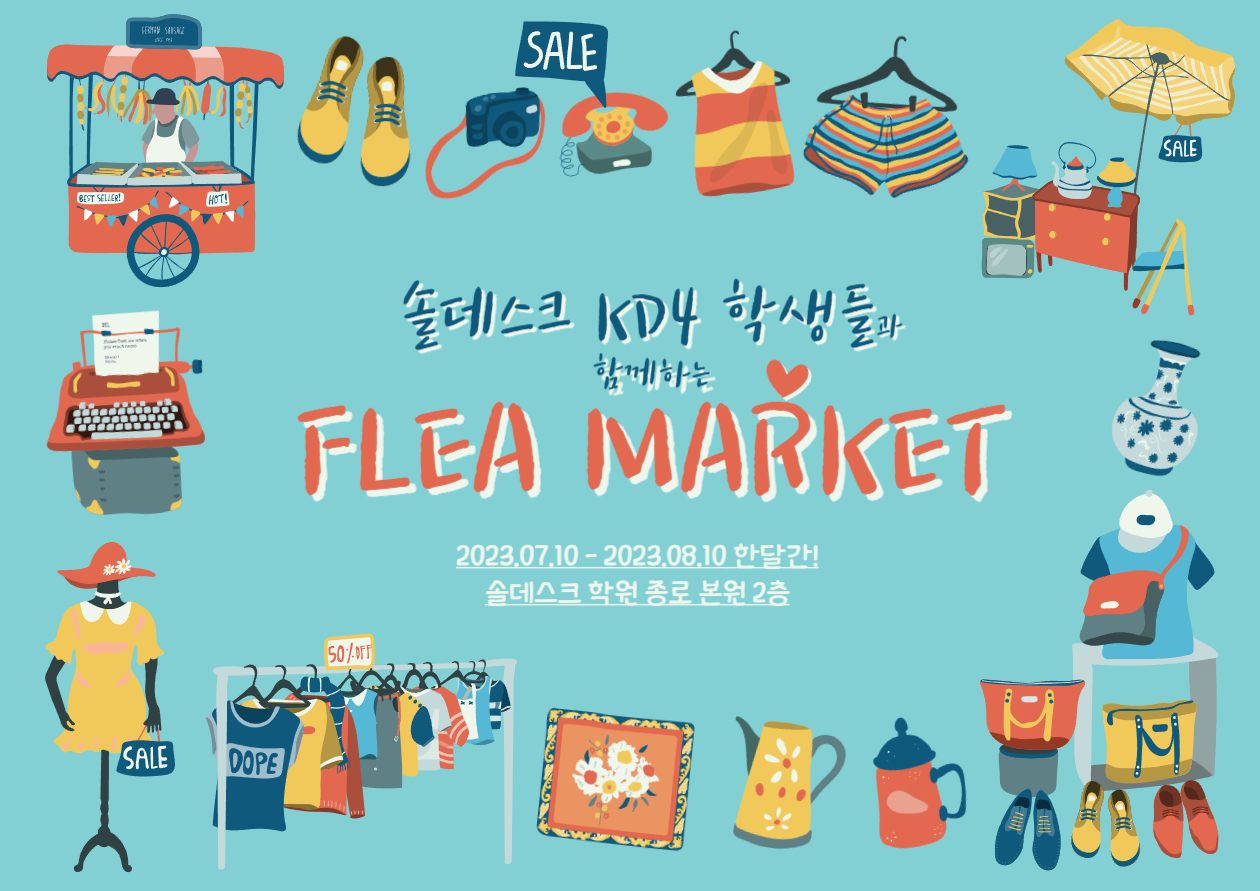 GERMAN SAUSAGE
SALE
SALE
BEST SELLER!
HOT!
솔데스크 KD4 학생들과
함께하는
FLEA MARKET
2023.07.10 - 2023.08.10 한달간!
솔데스크 학원 종로 본원 2층
50% OFF
SALE
DOPE